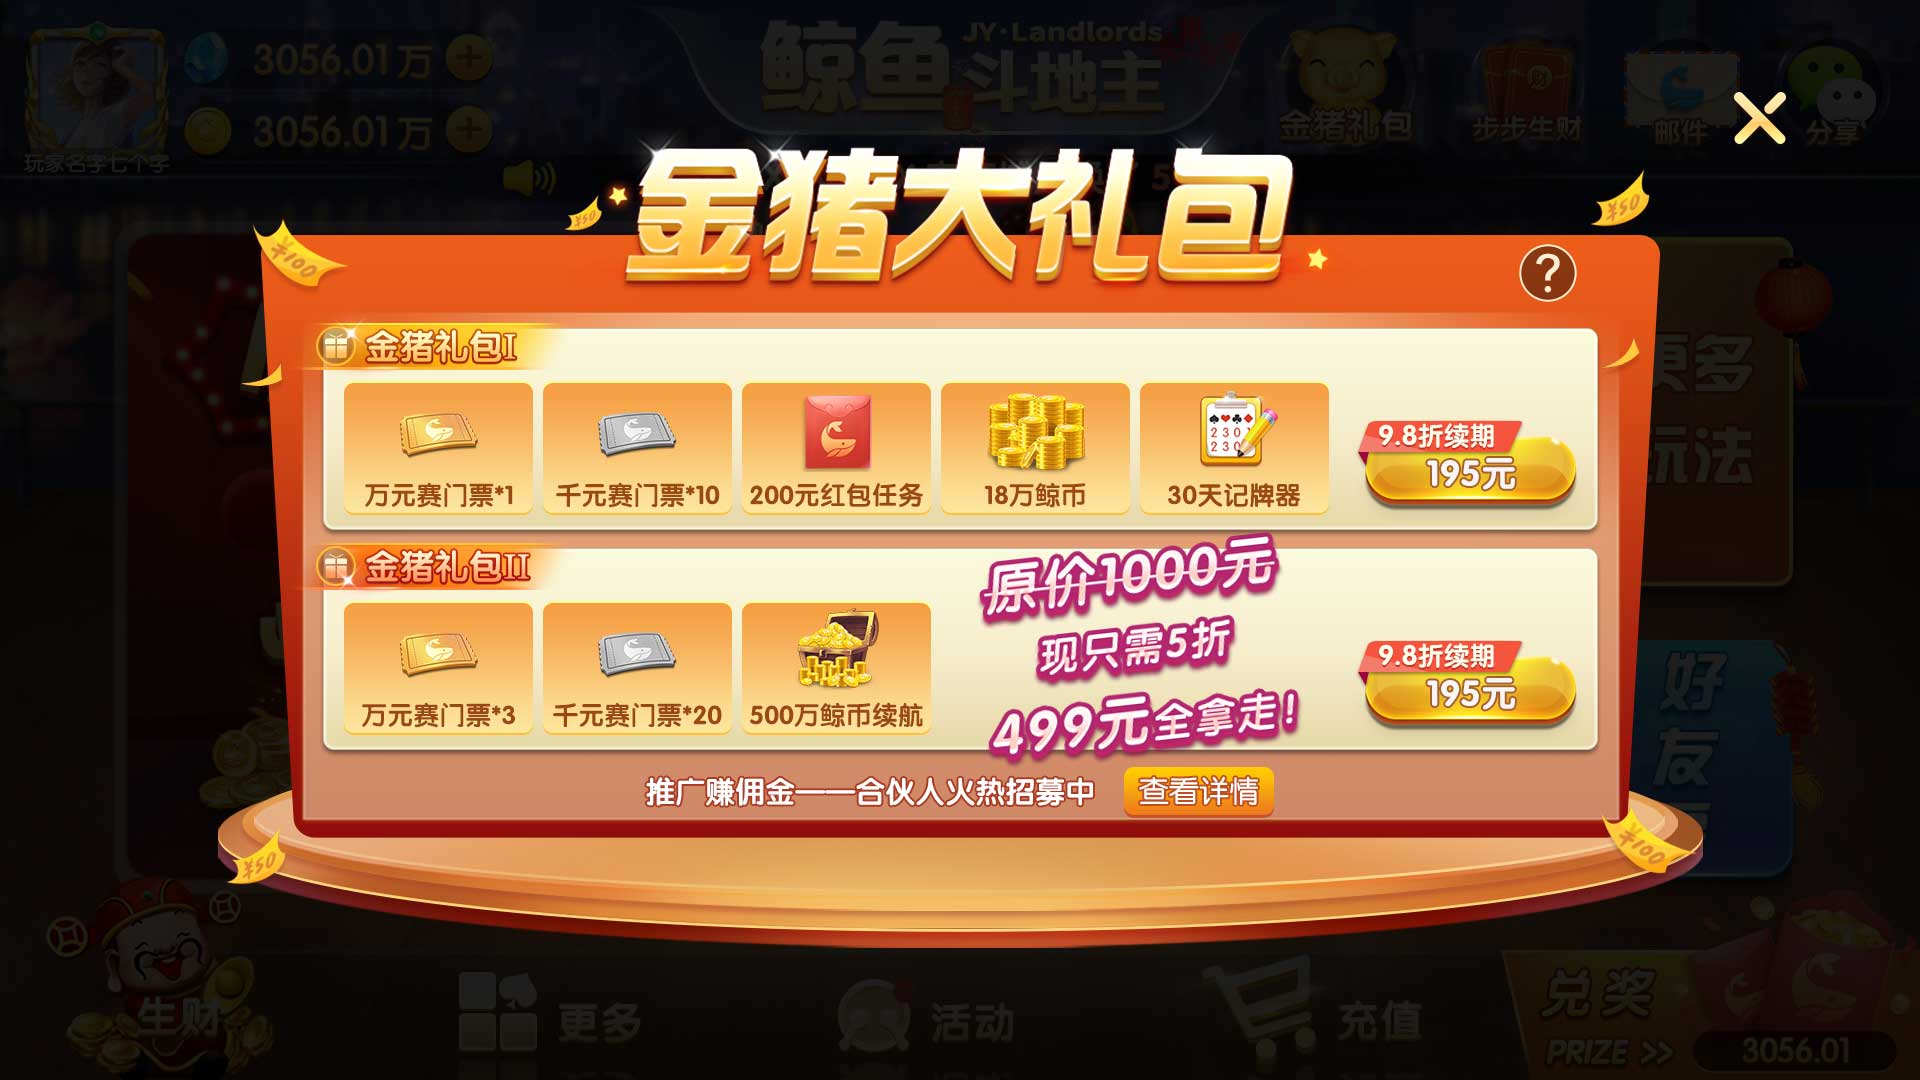 3056.01万
3056.01万
玩家名字七个字
鲸鱼斗地主
JY·Landlords
金猪礼包
步步生财
邮件
分享
金猪大礼包
?
¥100
¥50
¥50
金猪礼包I
万元赛门票*1
千元赛门票*10
200元红包任务
18万鲸币
30天记牌器
9.8折续期
195元
金猪礼包II
万元赛门票*3
千元赛门票*20
500万鲸币续航
原价1000元
现只需5折
499元全拿走!
9.8折续期
195元
推广赚佣金——合伙人火热招募中
查看详情
¥50
¥100
更多
玩法
好
友
生财
更多
活动
充值
兑奖
PRIZE >>
3056.01